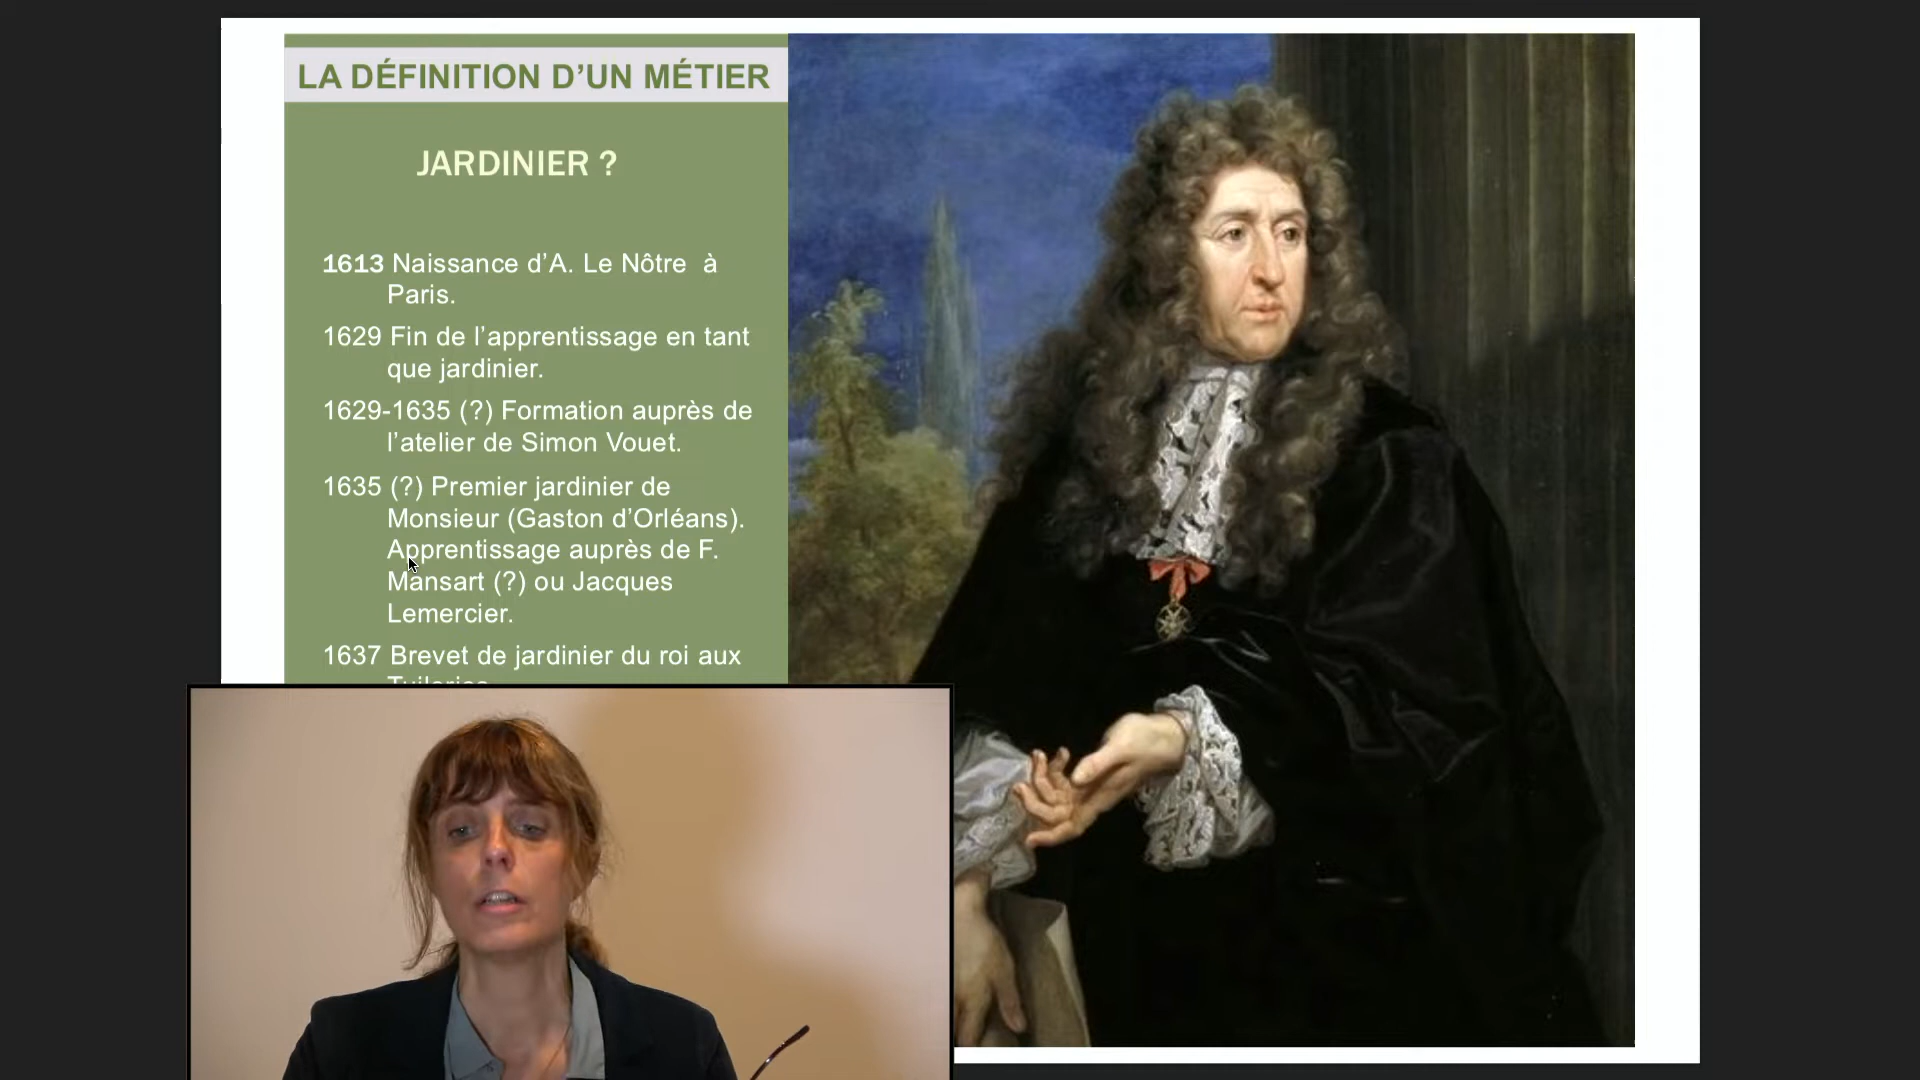 LA DÉFINITION D’UN MÉTIER
JARDINIER ?
1613 Naissance d’A. Le Nôtre à
Paris.
1629 Fin de l’apprentissage en tant
que jardinier.
1629-1635 (?) Formation auprès de
l’atelier de Simon Vouet.
1635 (?) Premier jardinier de
Monsieur (Gaston d’Orléans).
Apprentissage auprès de F.
Mansart (?) ou Jacques
Lemercier.
1637 Brevet de jardinier du roi aux